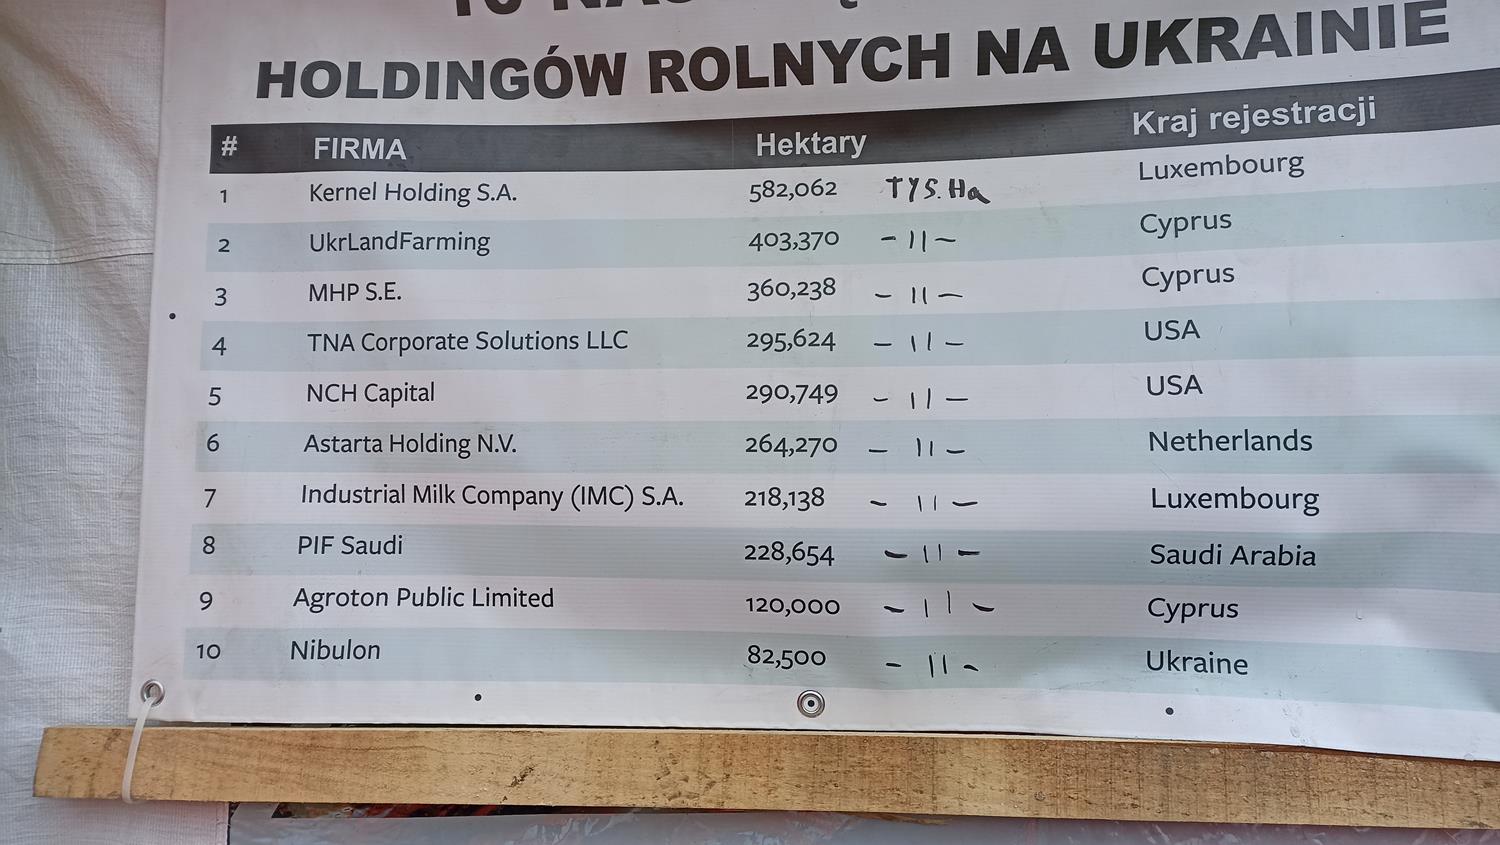 10
HOLDINGÓW ROLNYCH NA UKRAINIE
# FIRMA Hektary Kraj rejestracji
1 Kernel Holding S.A. 582,062 TYS. Ha Luxembourg
2 UkrLandFarming 403,370 - 11 - Cyprus
3 MHP S.E. 360,238 - 11 - Cyprus
4 TNA Corporate Solutions LLC 295,624 - 11 - USA
5 NCH Capital 290,749 - 11 - USA
6 Astarta Holding N.V. 264,270 - 11 - Netherlands
7 Industrial Milk Company (IMC) S.A. 218,138 - 11 - Luxembourg
8 PIF Saudi 228,654 - 11 - Saudi Arabia
9 Agroton Public Limited 120,000 - 11 - Cyprus
10 Nibulon 82,500 - 11 - Ukraine